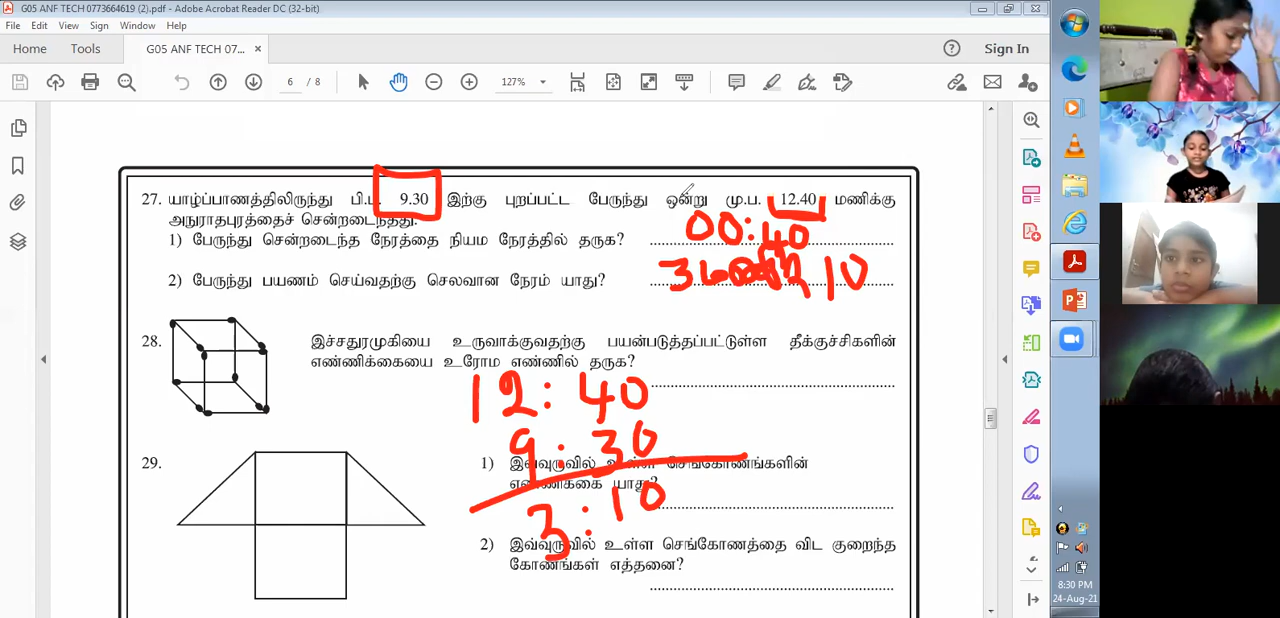 G05 ANF TECH 0773664619 (2).pdf - Adobe Acrobat Reader DC (32-bit)
File Edit View Sign Window Help
Home Tools G05 ANF TECH 07... × Sign In
6 / 8 127%
27. யாழ்ப்பாணத்திலிருந்து பி.ப. 9.30 இற்கு புறப்பட்ட பேருந்து ஒன்று மு.ப. 12.40 மணிக்கு
அநுராதபுரத்தைச் சென்றடைந்தது.
00:40
1) பேருந்து சென்றடைந்த நேரத்தை நியம நேரத்தில் தருக?
2) பேருந்து பயணம் செய்வதற்கு செலவான நேரம் யாது?
3 10
28. இச்சதுரமுகியை உருவாக்குவதற்கு பயன்படுத்தப்பட்டுள்ள தீக்குச்சிகளின்
எண்ணிக்கையை உரோம எண்ணில் தருக?
12:40
9:30
3:10
29. 1) இவ்வுருவில் உள்ள செங்கோணங்களின்
எண்ணிக்கை யாது?
2) இவ்வுருவில் உள்ள செங்கோணத்தை விட குறைந்த
கோணங்கள் எத்தனை?
8:30 PM
24-Aug-21